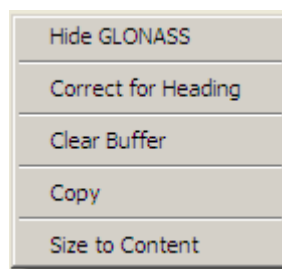 Hide GLONASS
Correct for Heading
Clear Buffer
Copy
Size to Content